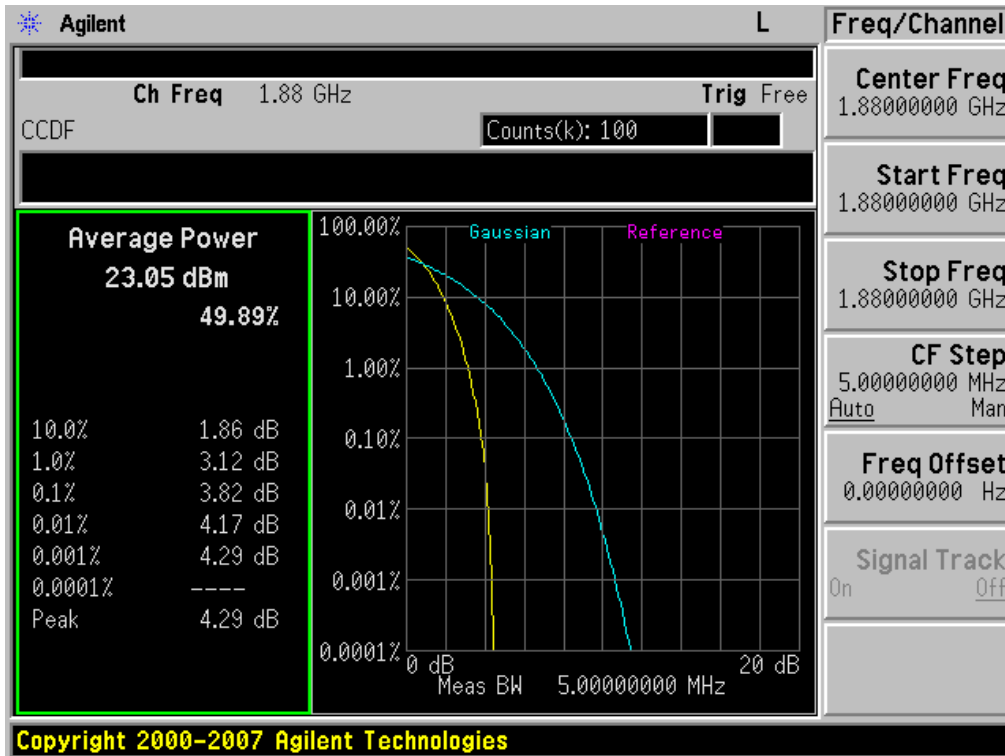 Agilent
L
Freq/Channel
Ch Freq 1.88 GHz
Trig Free
CCDF
Counts(k): 100
Center Freq
1.88000000 GHz
Start Freq
1.88000000 GHz
Stop Freq
1.88000000 GHz
CF Step
5.00000000 MHz
Auto Man
Freq Offset
0.00000000 Hz
Signal Track
On Off
Average Power
23.05 dBm
49.89%
10.0% 1.86 dB
1.0% 3.12 dB
0.1% 3.82 dB
0.01% 4.17 dB
0.001% 4.29 dB
0.0001% ----
Peak 4.29 dB
Gaussian
Reference
100.00%
10.00%
1.00%
0.10%
0.01%
0.001%
0.0001%
0 dB 20 dB
Meas BW 5.00000000 MHz
Copyright 2000-2007 Agilent Technologies